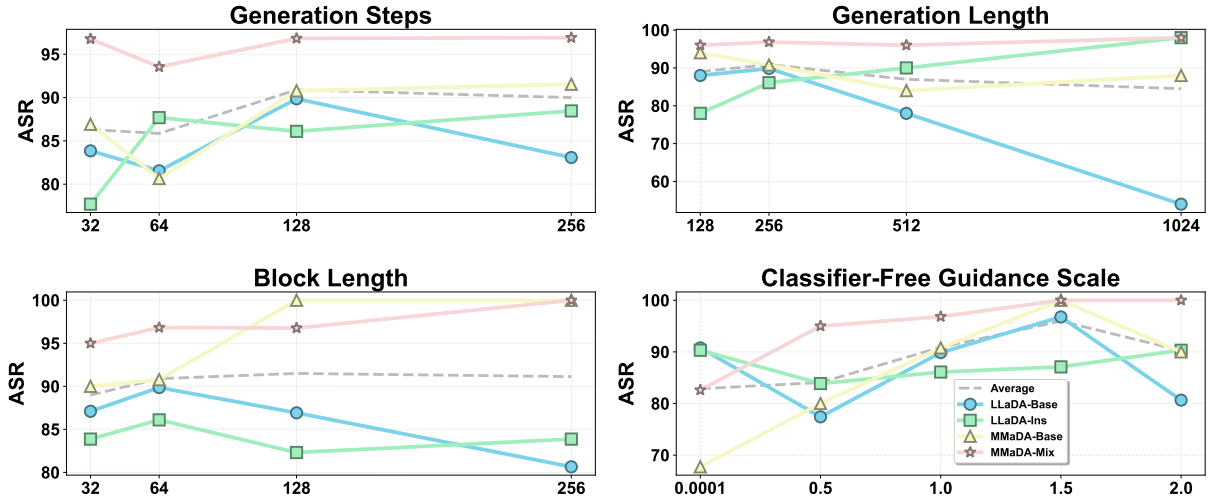 Generation Steps
ASR
95
90
85
80
32 64 128 256
Generation Length
ASR
100
90
80
70
60
128 256 512 1024
Block Length
ASR
100
95
90
85
80
32 64 128 256
Classifier-Free Guidance Scale
ASR
100
90
80
70
0.0001 0.5 1.0 1.5 2.0
Average
LLaDA-Base
LLaDA-Ins
MMaDA-Base
MMaDA-Mix